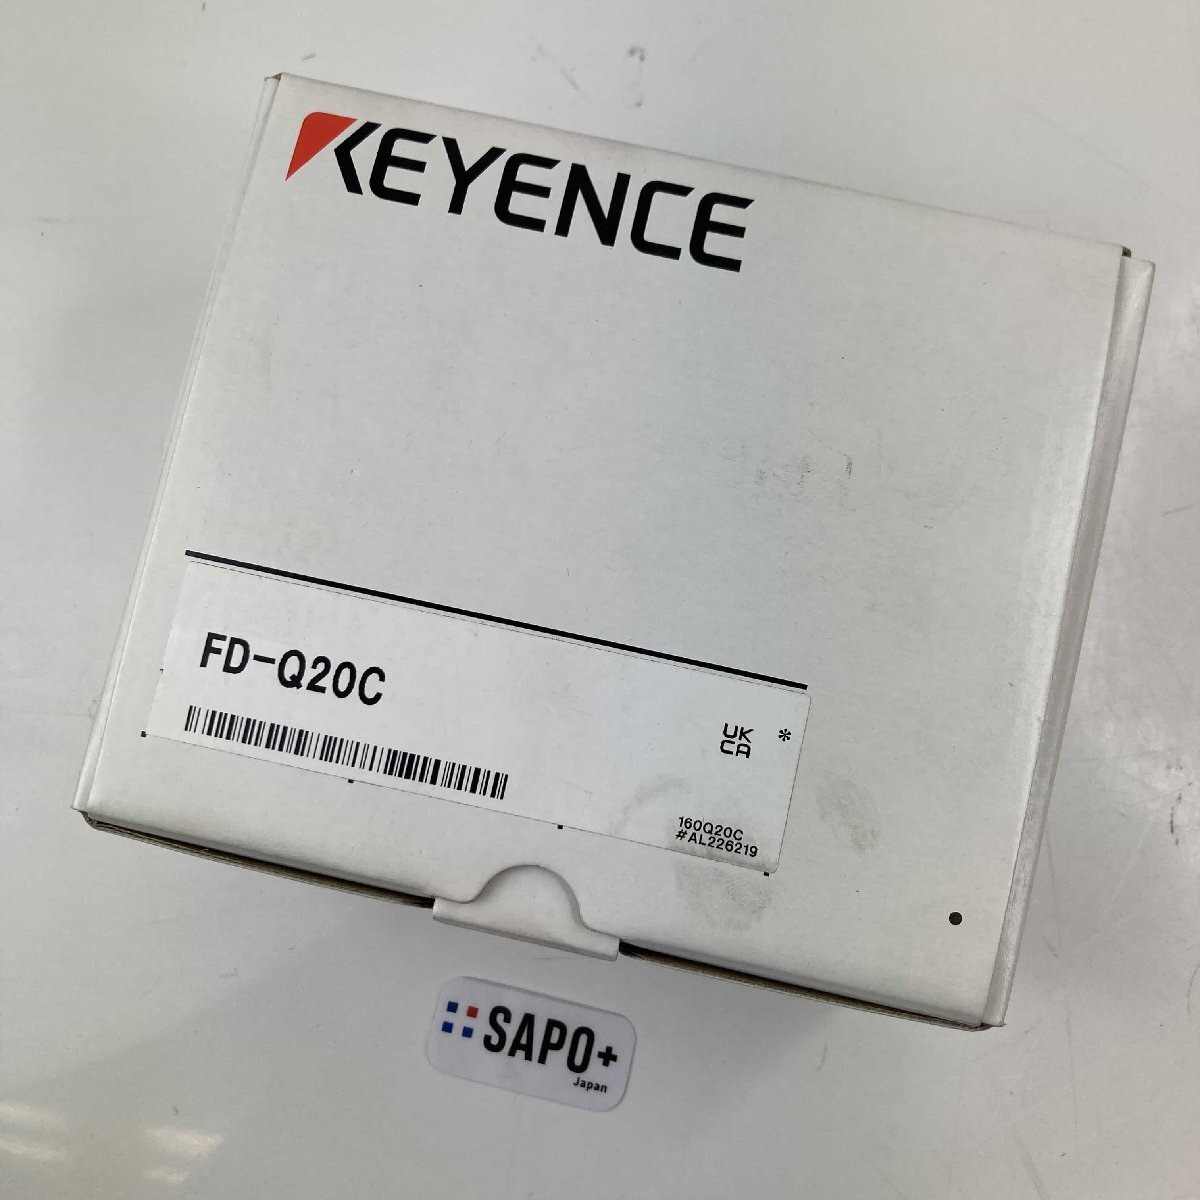 KEYENCE
FD-Q20C
UK
CA
*
160Q20C
#AL226219
SAPO+
Japan